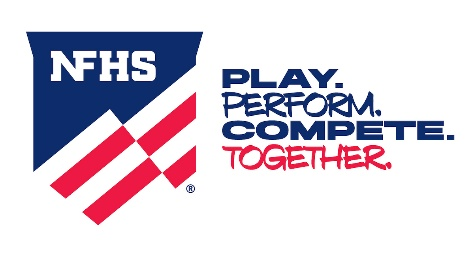 NFHS
PLAY.
PERFORM.
COMPETE.
TOGETHER.
®